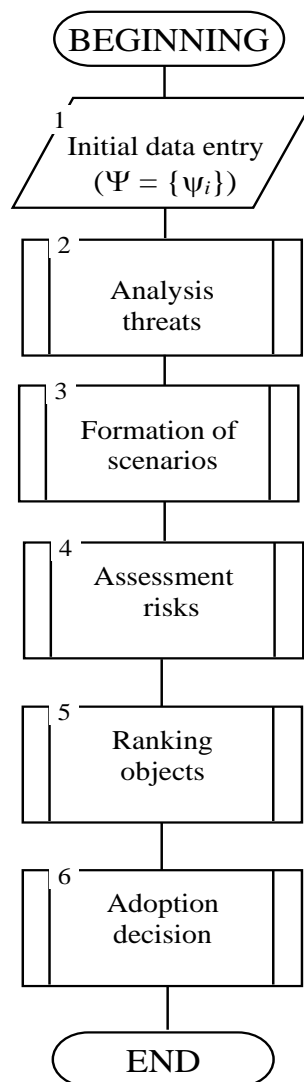 BEGINNING
1
Initial data entry
(Ψ = {ψi})
2
Analysis
threats
3
Formation of
scenarios
4
Assessment
risks
5
Ranking
objects
6
Adoption
decision
END